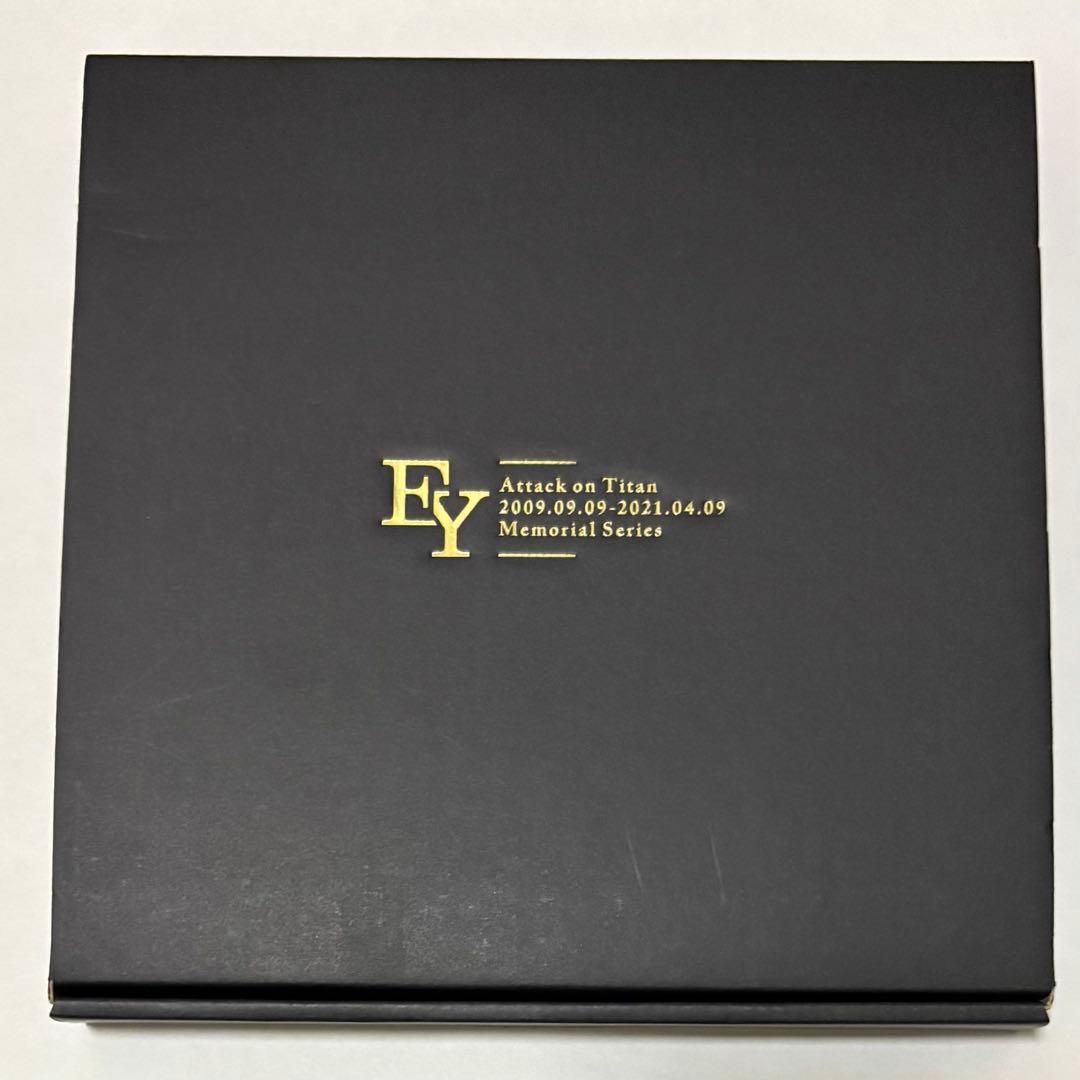 EY
Attack on Titan
2009.09.09-2021.04.09
Memorial Series